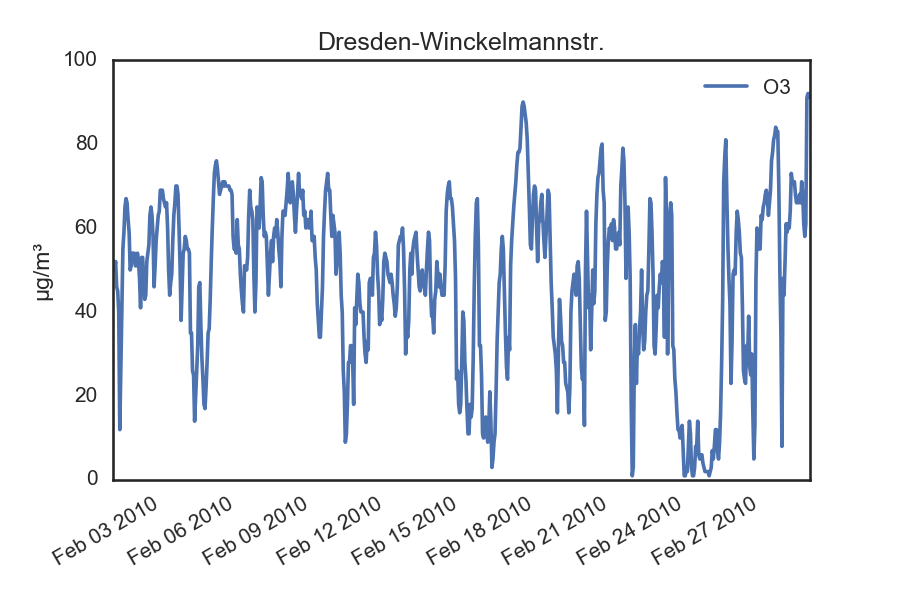 Dresden-Winckelmannstr.
100
80
60
40
20
0
µg/m³
O3
Feb 03 2010
Feb 06 2010
Feb 09 2010
Feb 12 2010
Feb 15 2010
Feb 18 2010
Feb 21 2010
Feb 24 2010
Feb 27 2010